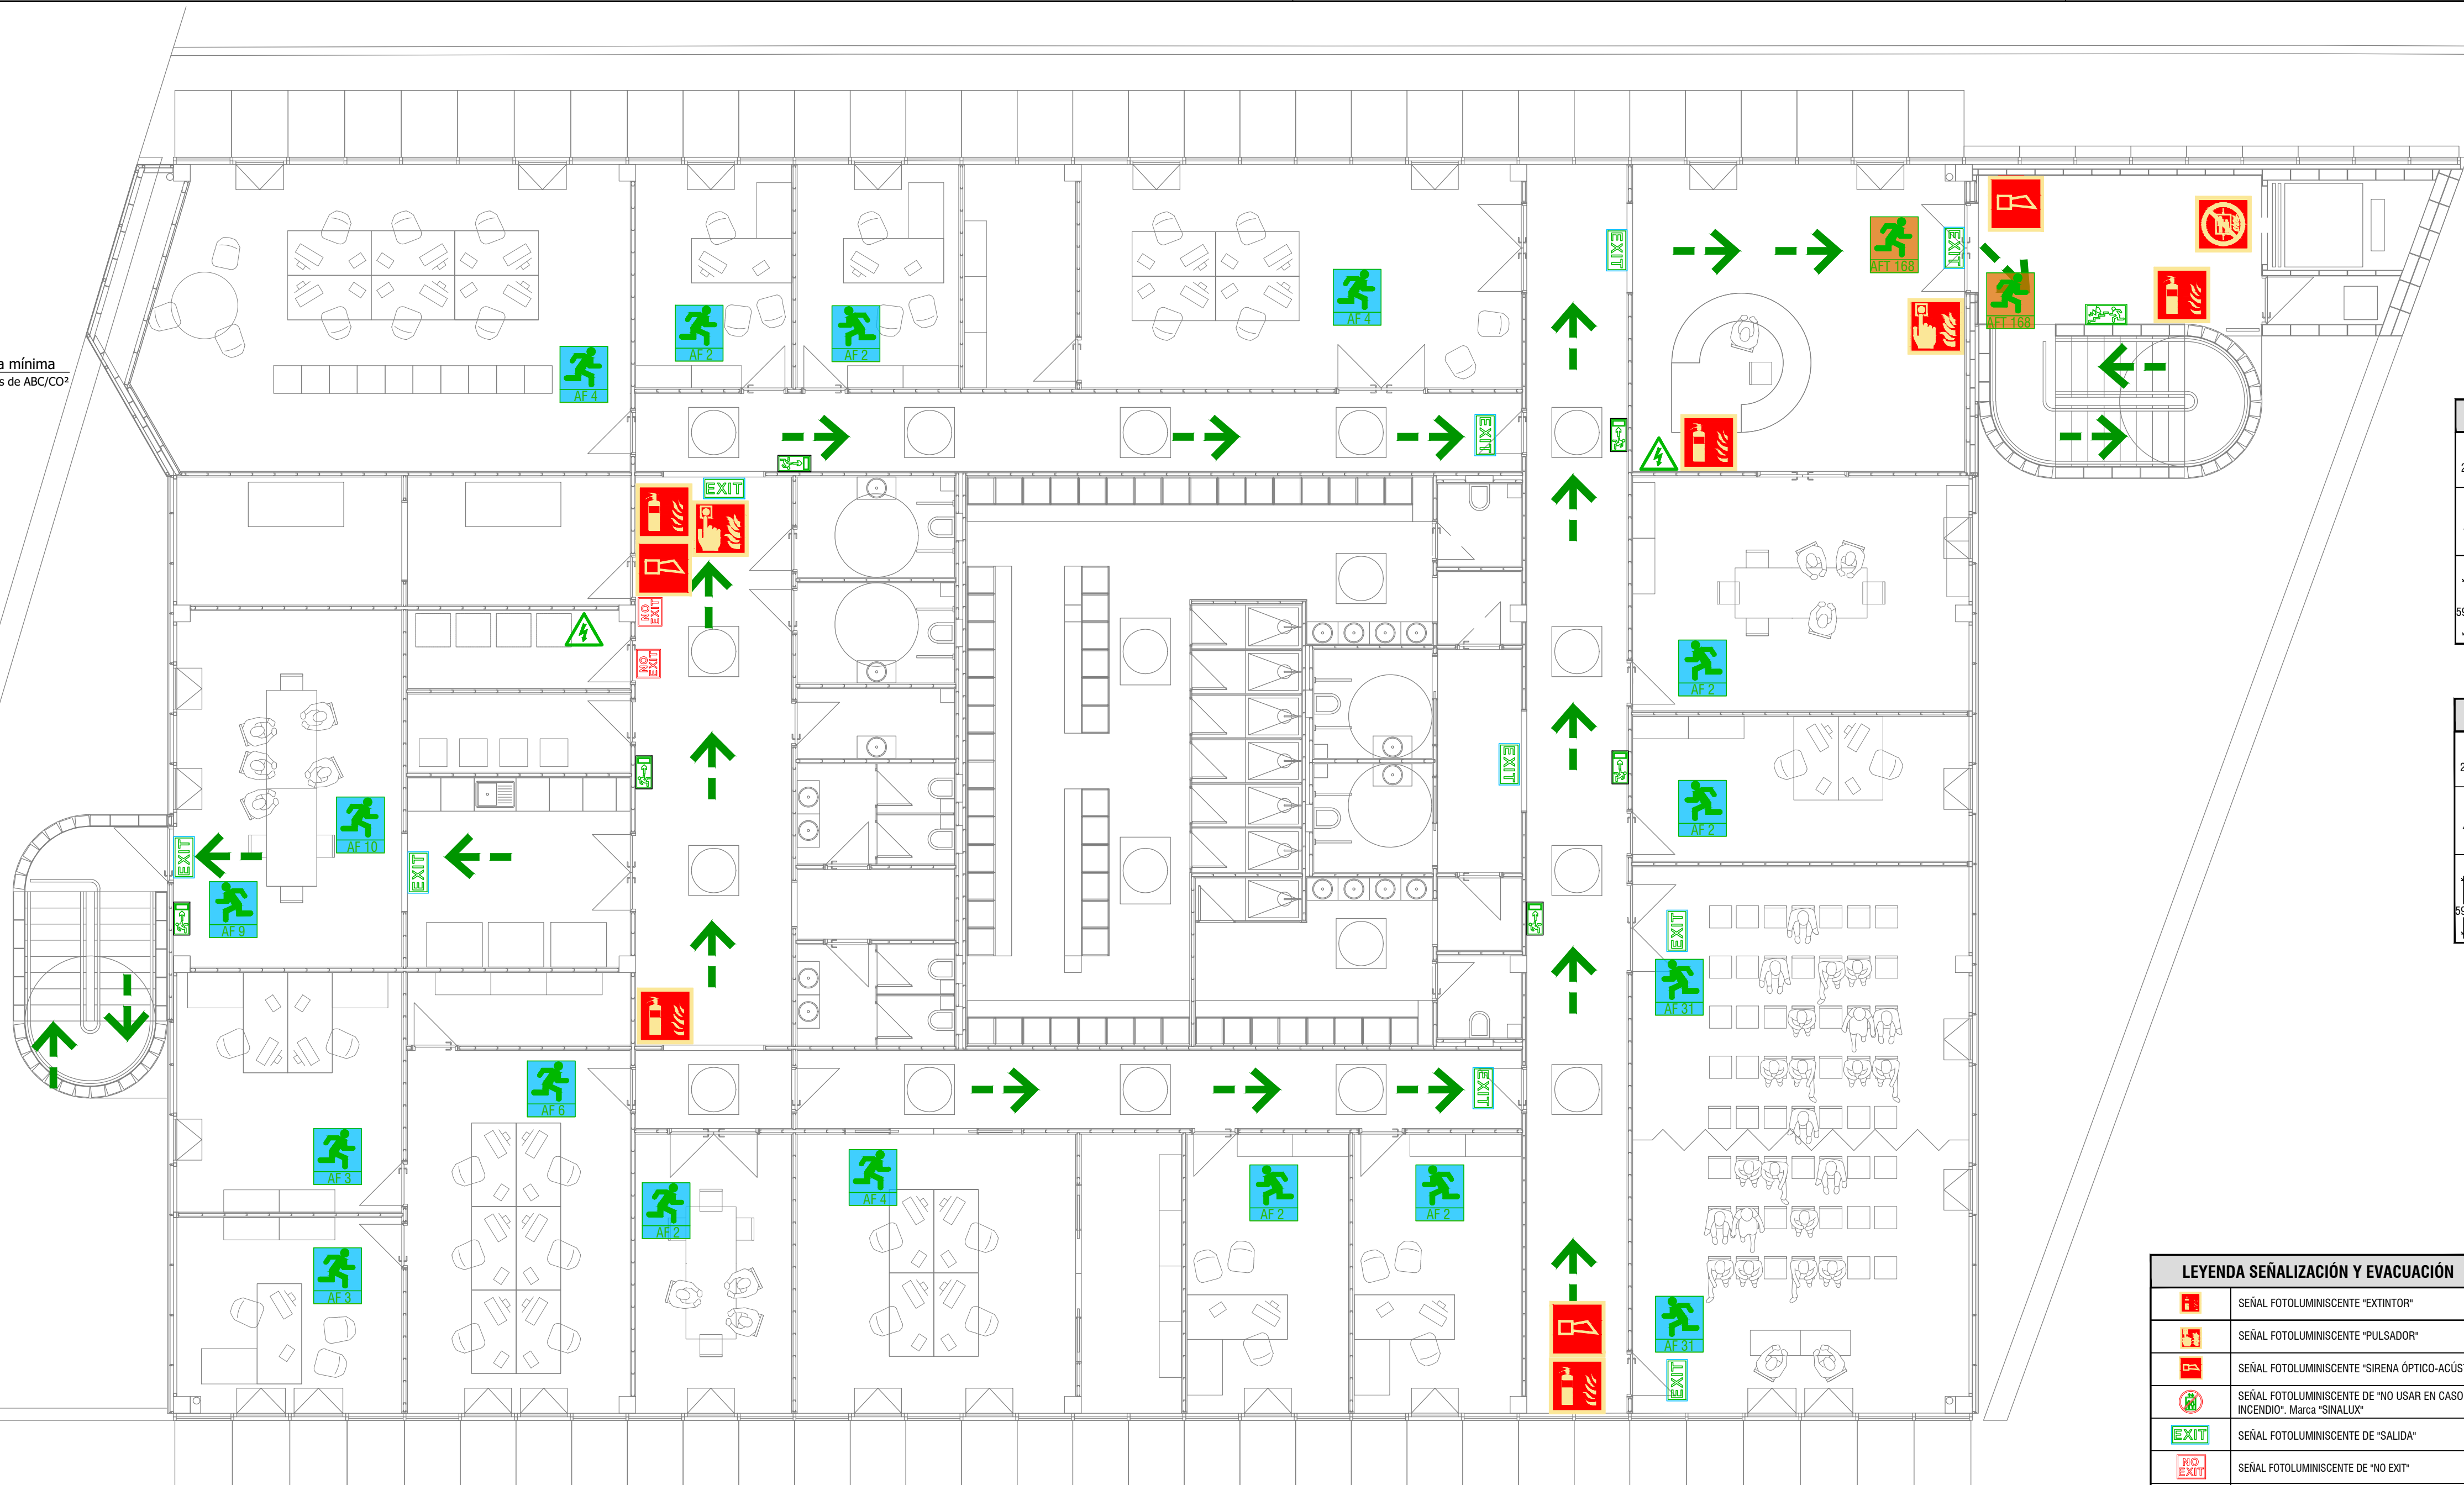 a mínima
s de ABC/CO²
EXIT
AFT 168
EXIT
AFT 168
AF 2
AF 2
AF 4
AF 4
EXIT
EXIT
NO EXIT
NO EXIT
AF 2
EXIT
AF 2
AF 10
EXIT
EXIT
AF 9
EXIT
AF 31
AF 6
EXIT
AF 3
AF 4
AF 2
AF 2
AF 2
AF 3
AF 31
EXIT
2
59
2
59
LEYENDA SEÑALIZACIÓN Y EVACUACIÓN
SEÑAL FOTOLUMINISCENTE "EXTINTOR"
SEÑAL FOTOLUMINISCENTE "PULSADOR"
SEÑAL FOTOLUMINISCENTE "SIRENA ÓPTICO-ACÚS
SEÑAL FOTOLUMINISCENTE DE "NO USAR EN CASO
INCENDIO". Marca "SINALUX"
EXIT
SEÑAL FOTOLUMINISCENTE DE "SALIDA"
NO
EXIT
SEÑAL FOTOLUMINISCENTE DE "NO EXIT"